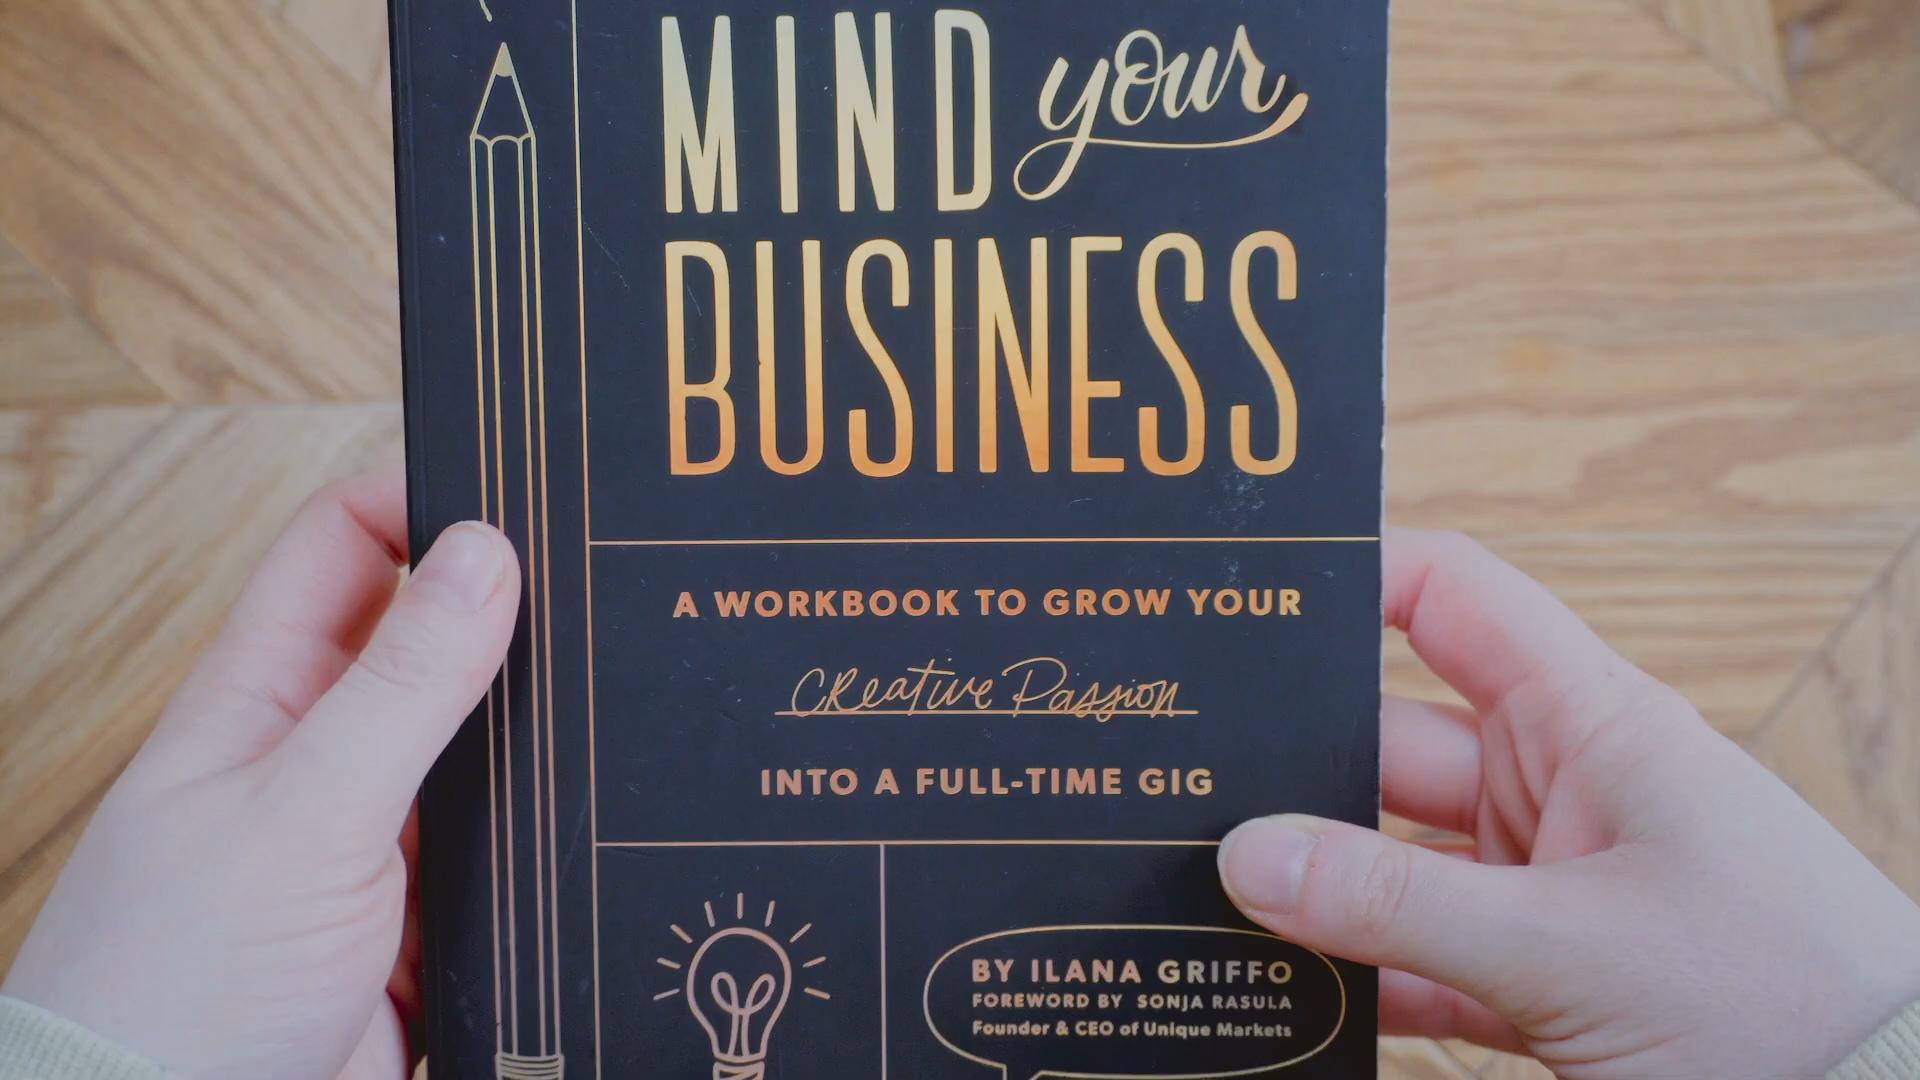 MIND your
BUSINESS
A WORKBOOK TO GROW YOUR
Creative Passion
INTO A FULL-TIME GIG
BY ILANA GRIFFO
FOREWORD BY SONJA RASULA
Founder & CEO of Unique Markets